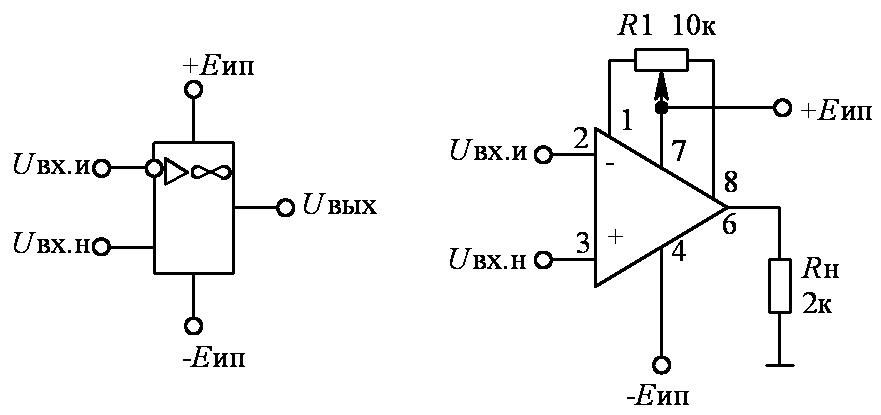 +Eип
Uвх.и
▷∞
Uвых
Uвх.н
-Eип
R1 10к
+Eип
1
Uвх.и
2
-
7
8
Uвх.н
3
+
4
6
Rн
2к
-Eип